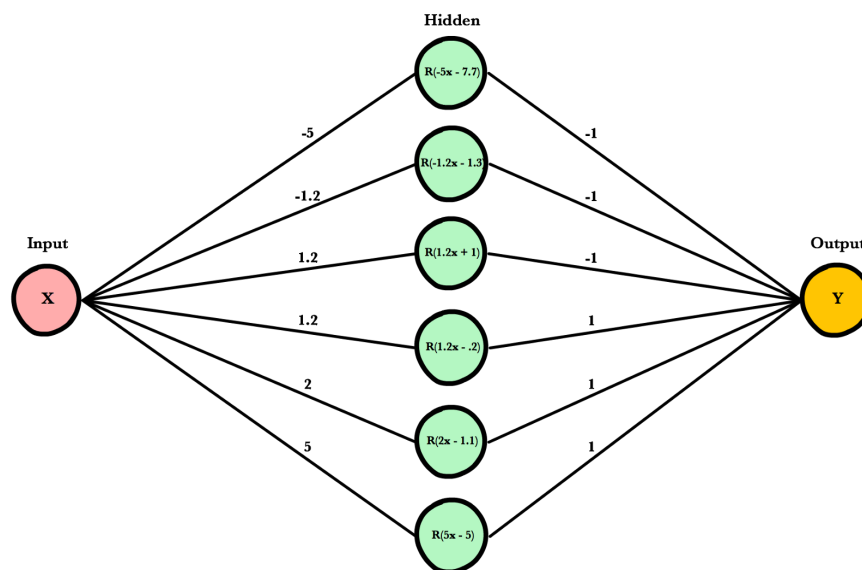 Hidden
R(-5x - 7.7)
-5
-1
R(-1.2x - 1.3
-1.2
-1
Input
R(1.2x + 1)
Output
1.2
-1
X
Y
1.2
R(1.2x - .2)
1
2
1
R(2x - 1.1)
5
1
R(5x - 5)